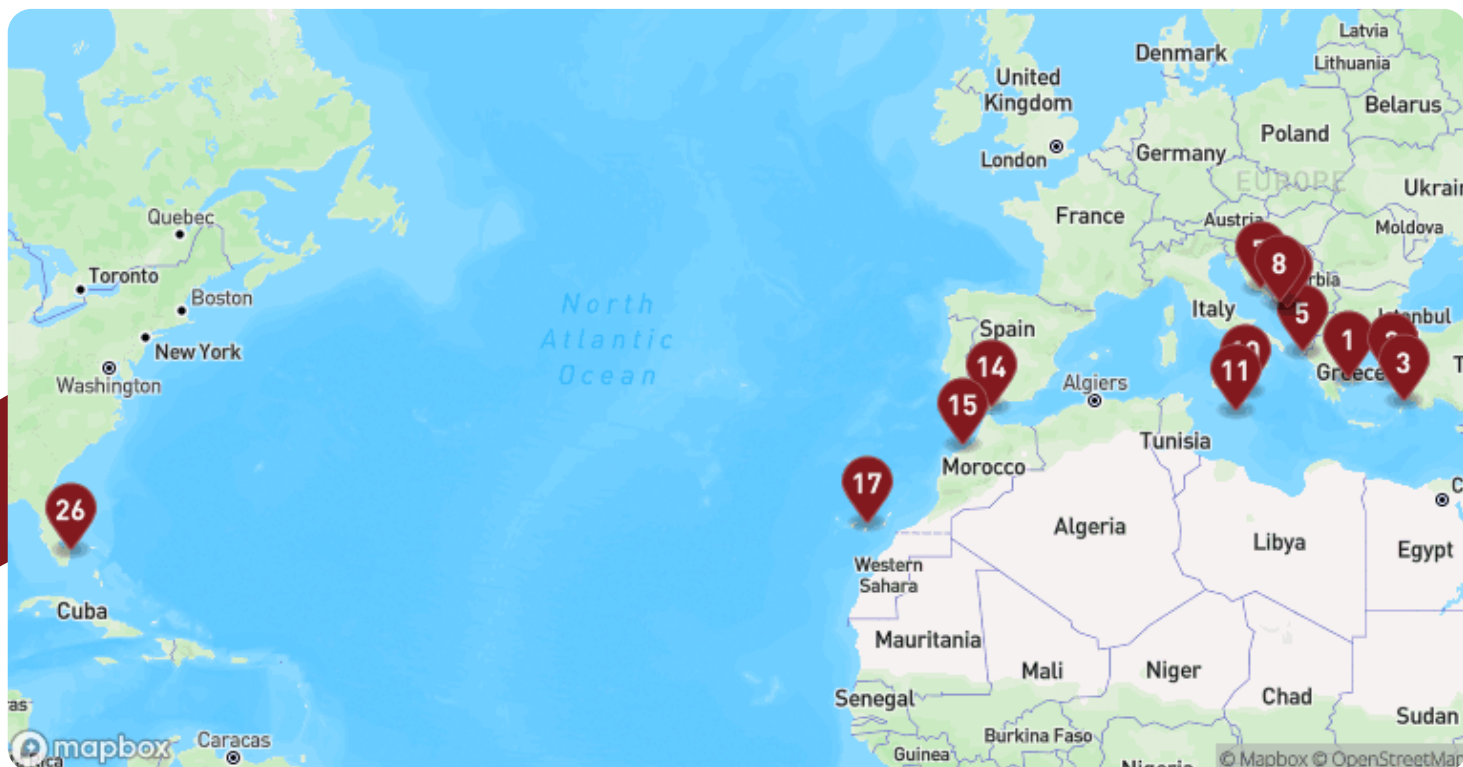 Latvia
Denmark
Lithuania
United
Kingdom
Belarus
Poland
London
Germany
EUROPE
Ukrai
Quebec
France
Austria
Moldova
Toronto
8
rbia
Boston
North
Atlantic
Ocean
Italy
5
Istanbul
New York
Spain
1
14
11
3
Greece
Washington
Algiers
15
Tunisia
Morocco
17
26
Algeria
Libya
Egypt
Western
Sahara
Cuba
Mauritania
Mali
Niger
Chad
Senegal
ras
Sudan
Burkina Faso
Caracas
mapbox
Guinea
© Mapbox © OpenStreetMap